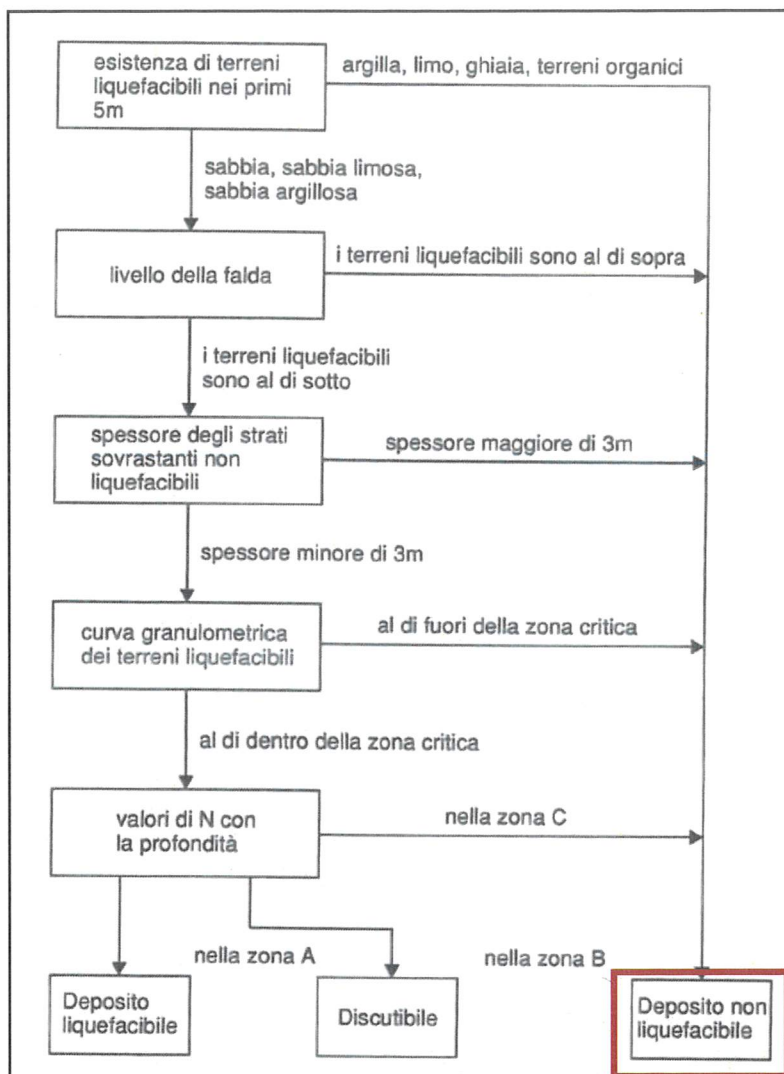 esistenza di terreni
liquefacibili nei primi
5m
argilla, limo, ghiaia, terreni organici
sabbia, sabbia limosa,
sabbia argillosa
livello della falda
i terreni liquefacibili sono al di sopra
i terreni liquefacibili
sono al di sotto
spessore degli strati
sovrastanti non
liquefacibili
spessore maggiore di 3m
spessore minore di 3m
curva granulometrica
dei terreni liquefacibili
al di fuori della zona critica
al di dentro della zona critica
valori di N con
la profondità
nella zona C
nella zona A
nella zona B
Deposito
liquefacibile
Discutibile
Deposito non
liquefacibile